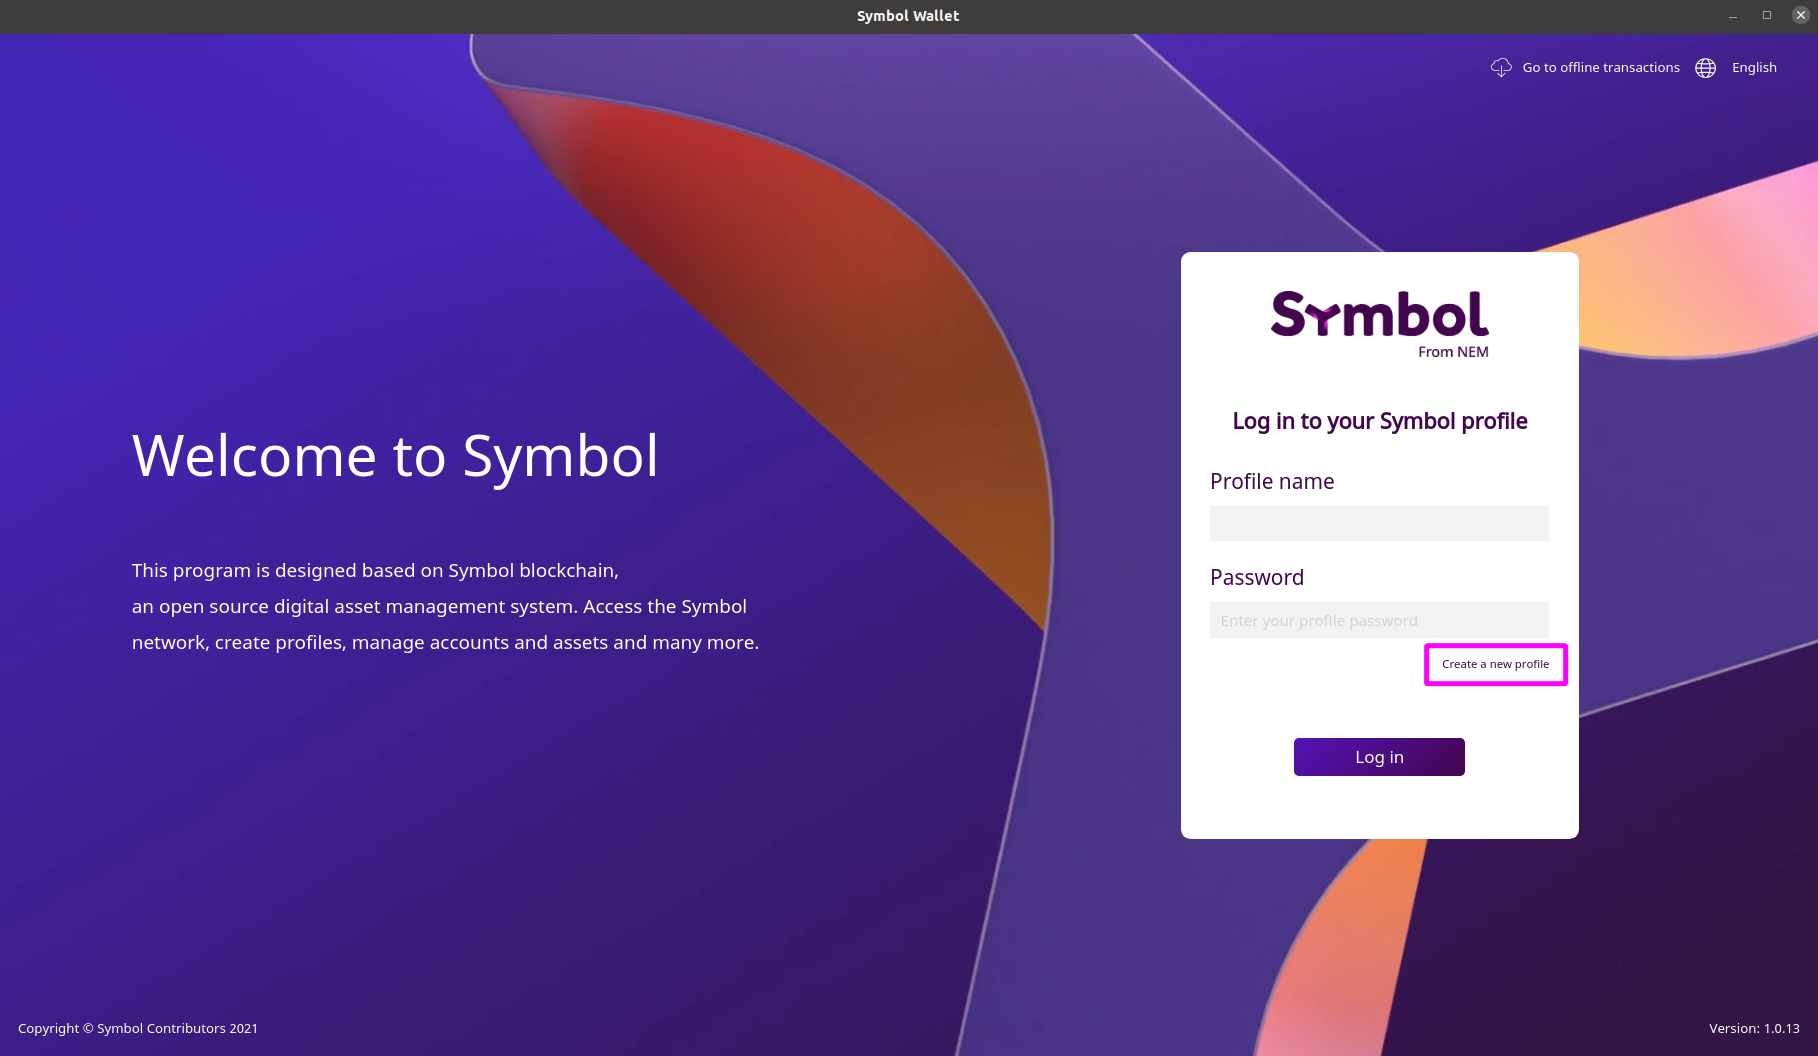 Symbol Wallet
Go to offline transactions
English
Symbol
From NEM
Log in to your Symbol profile
Profile name
Password
Enter your profile password
Create a new profile
Log in
Welcome to Symbol
This program is designed based on Symbol blockchain,
an open source digital asset management system. Access the Symbol
network, create profiles, manage accounts and assets and many more.
Copyright © Symbol Contributors 2021
Version: 1.0.13